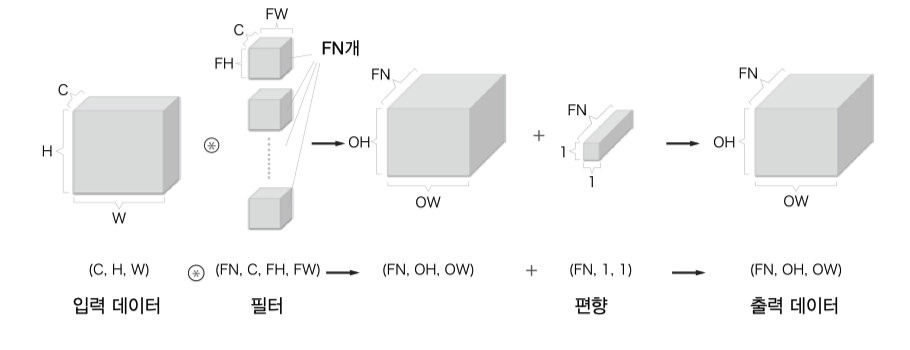 FW
C
FN개
FH
C
H
W
⊛
FN
OH
OW
+
FN
1
1
FN
OH
OW
(C, H, W) ⊛ (FN, C, FH, FW) → (FN, OH, OW) + (FN, 1, 1) → (FN, OH, OW)
입력 데이터 필터 편향 출력 데이터